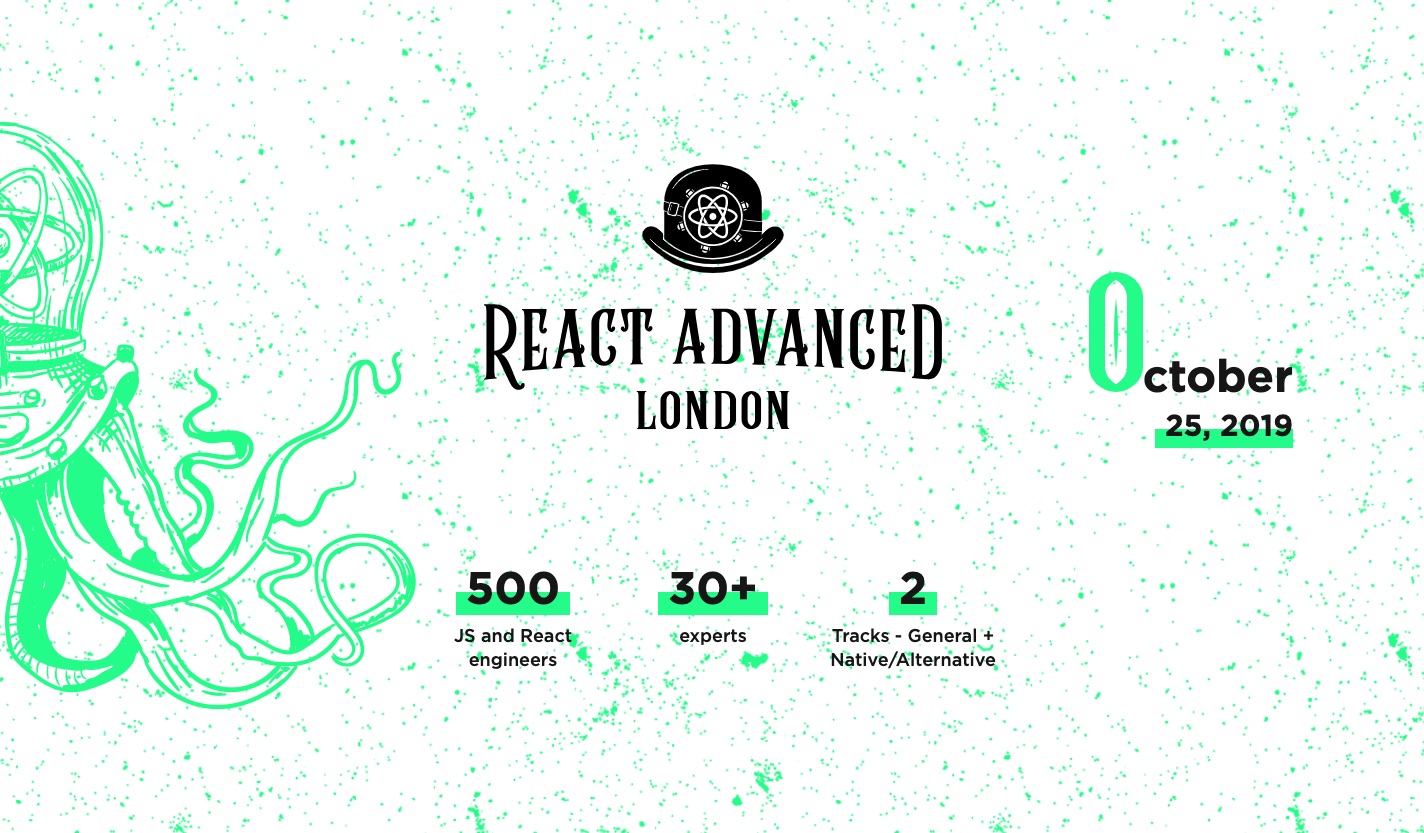 REACT ADVANCED
LONDON
October
25, 2019
500
JS and React
engineers
30+
experts
2
Tracks - General +
Native/Alternative